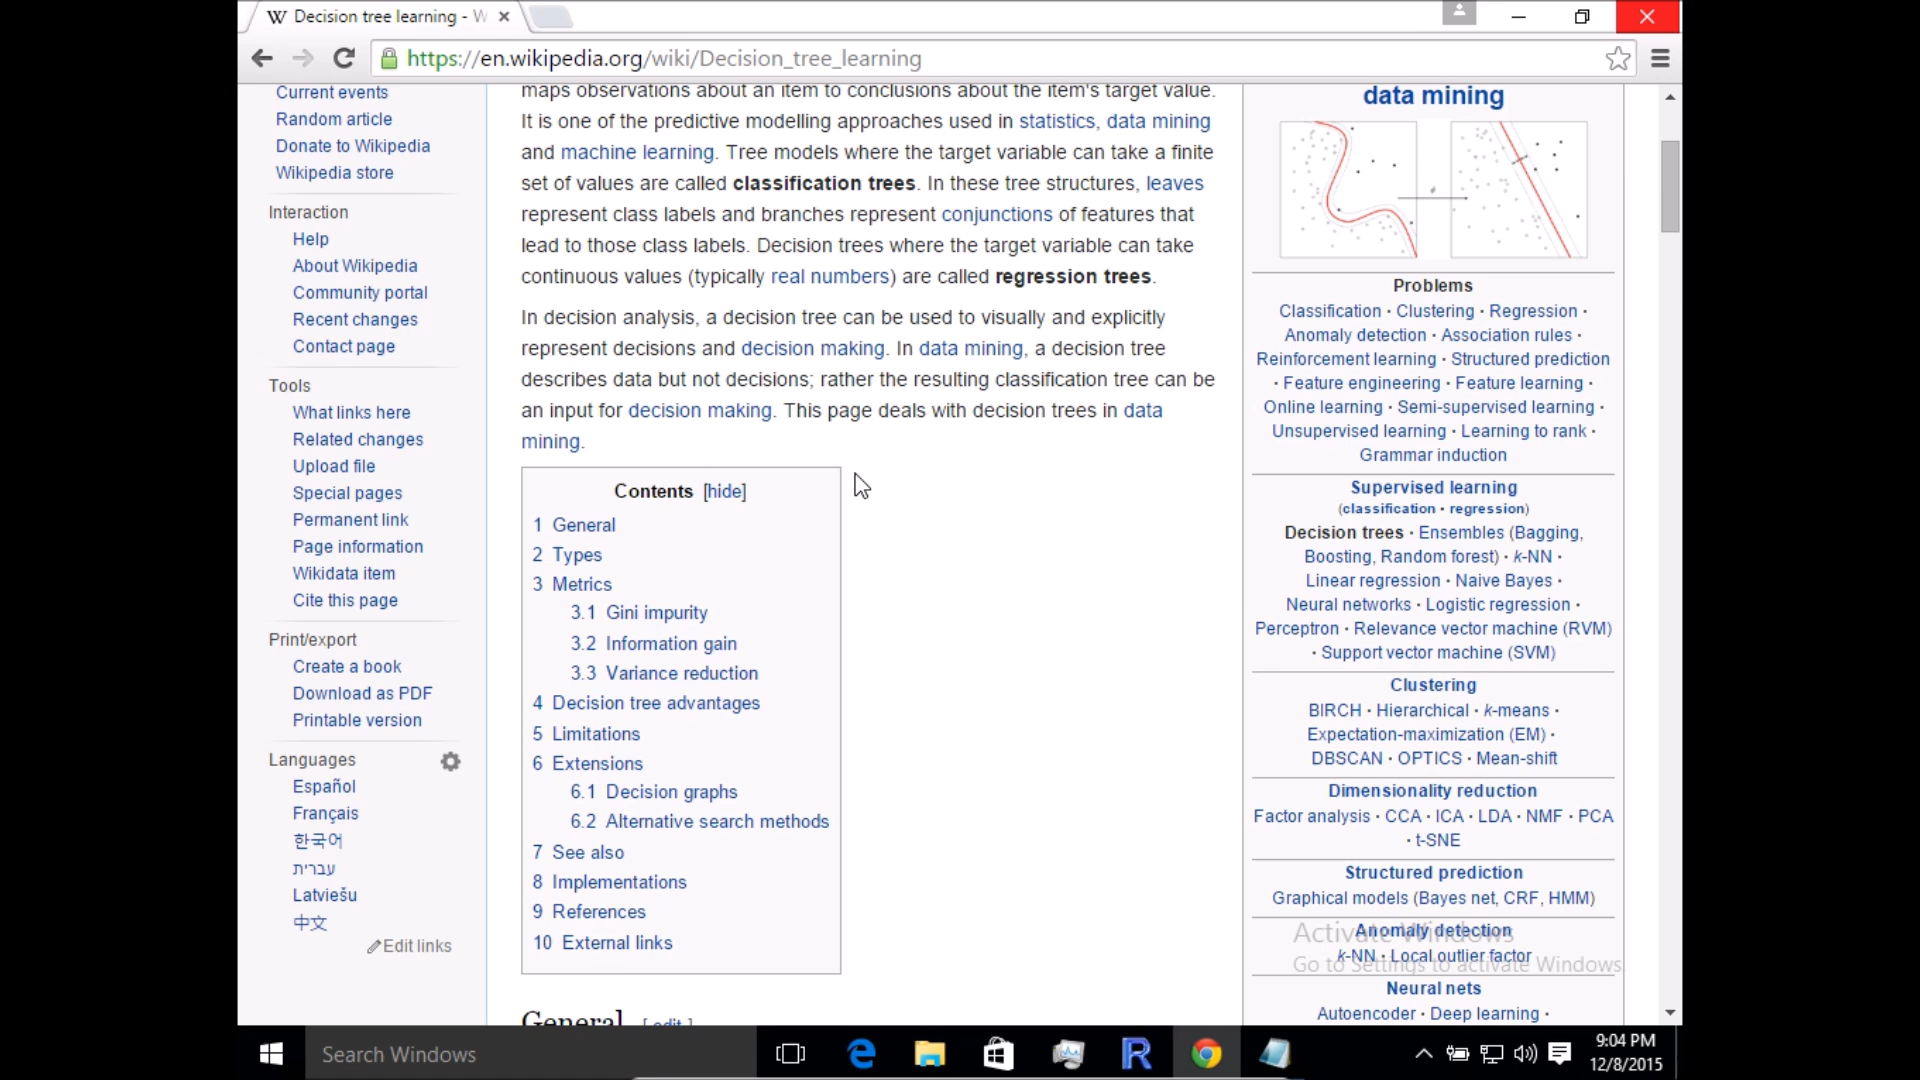 Decision tree learning - W
https://en.wikipedia.org/wiki/Decision_tree_learning
Current events
Random article
Donate to Wikipedia
Wikipedia store
Interaction
Help
About Wikipedia
Community portal
Recent changes
Contact page
Tools
What links here
Related changes
Upload file
Special pages
Permanent link
Page information
Wikidata item
Cite this page
Print/export
Create a book
Download as PDF
Printable version
Languages
Español
Français
한국어
עברית
Latviešu
中文
Edit links
maps observations about an item to conclusions about the item's target value.
It is one of the predictive modelling approaches used in statistics, data mining
and machine learning. Tree models where the target variable can take a finite
set of values are called classification trees. In these tree structures, leaves
represent class labels and branches represent conjunctions of features that
lead to those class labels. Decision trees where the target variable can take
continuous values (typically real numbers) are called regression trees.
In decision analysis, a decision tree can be used to visually and explicitly
represent decisions and decision making. In data mining, a decision tree
describes data but not decisions; rather the resulting classification tree can be
an input for decision making. This page deals with decision trees in data
mining.
Contents [hide]
1 General
2 Types
3 Metrics
3.1 Gini impurity
3.2 Information gain
3.3 Variance reduction
4 Decision tree advantages
5 Limitations
6 Extensions
6.1 Decision graphs
6.2 Alternative search methods
7 See also
8 Implementations
9 References
10 External links
General [ edit ]
data mining
Problems
Classification · Clustering · Regression ·
Anomaly detection · Association rules ·
Reinforcement learning · Structured prediction
· Feature engineering · Feature learning ·
Online learning · Semi-supervised learning ·
Unsupervised learning · Learning to rank ·
Grammar induction
Supervised learning
(classification · regression)
Decision trees · Ensembles (Bagging,
Boosting, Random forest) · k-NN ·
Linear regression · Naive Bayes ·
Neural networks · Logistic regression ·
Perceptron · Relevance vector machine (RVM)
· Support vector machine (SVM)
Clustering
BIRCH · Hierarchical · k-means ·
Expectation-maximization (EM) ·
DBSCAN · OPTICS · Mean-shift
Dimensionality reduction
Factor analysis · CCA · ICA · LDA · NMF · PCA
· t-SNE
Structured prediction
Graphical models (Bayes net, CRF, HMM)
Anomaly detection
k-NN · Local outlier factor
Neural nets
Autoencoder · Deep learning ·
Activate Windows
Go to Settings to activate Windows
Search Windows
9:04 PM
12/8/2015